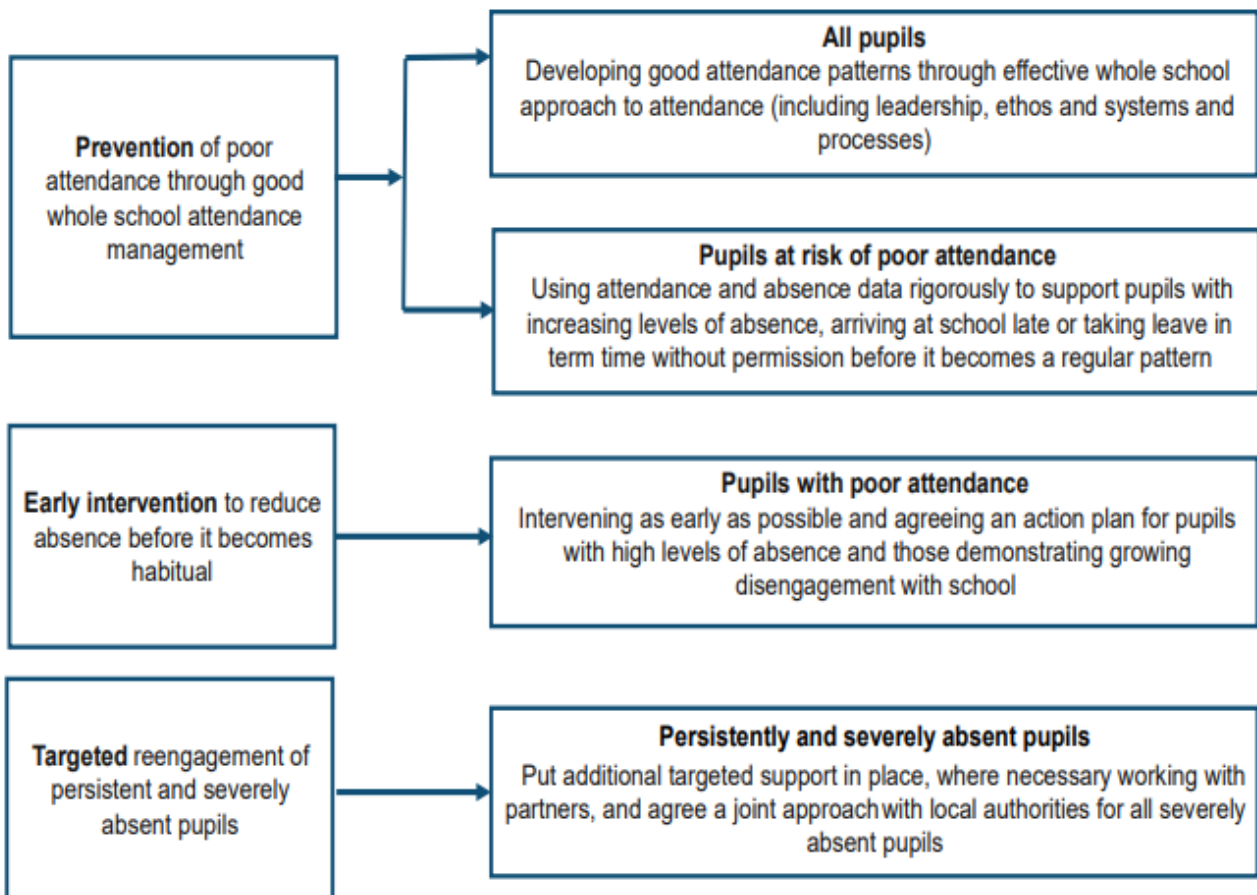 Prevention of poor
attendance through good
whole school attendance
management
All pupils
Developing good attendance patterns through effective whole school
approach to attendance (including leadership, ethos and systems and
processes)
Pupils at risk of poor attendance
Using attendance and absence data rigorously to support pupils with
increasing levels of absence, arriving at school late or taking leave in
term time without permission before it becomes a regular pattern
Early intervention to reduce
absence before it becomes
habitual
Pupils with poor attendance
Intervening as early as possible and agreeing an action plan for pupils
with high levels of absence and those demonstrating growing
disengagement with school
Targeted reengagement of
persistent and severely
absent pupils
Persistently and severely absent pupils
Put additional targeted support in place, where necessary working with
partners, and agree a joint approach with local authorities for all severely
absent pupils